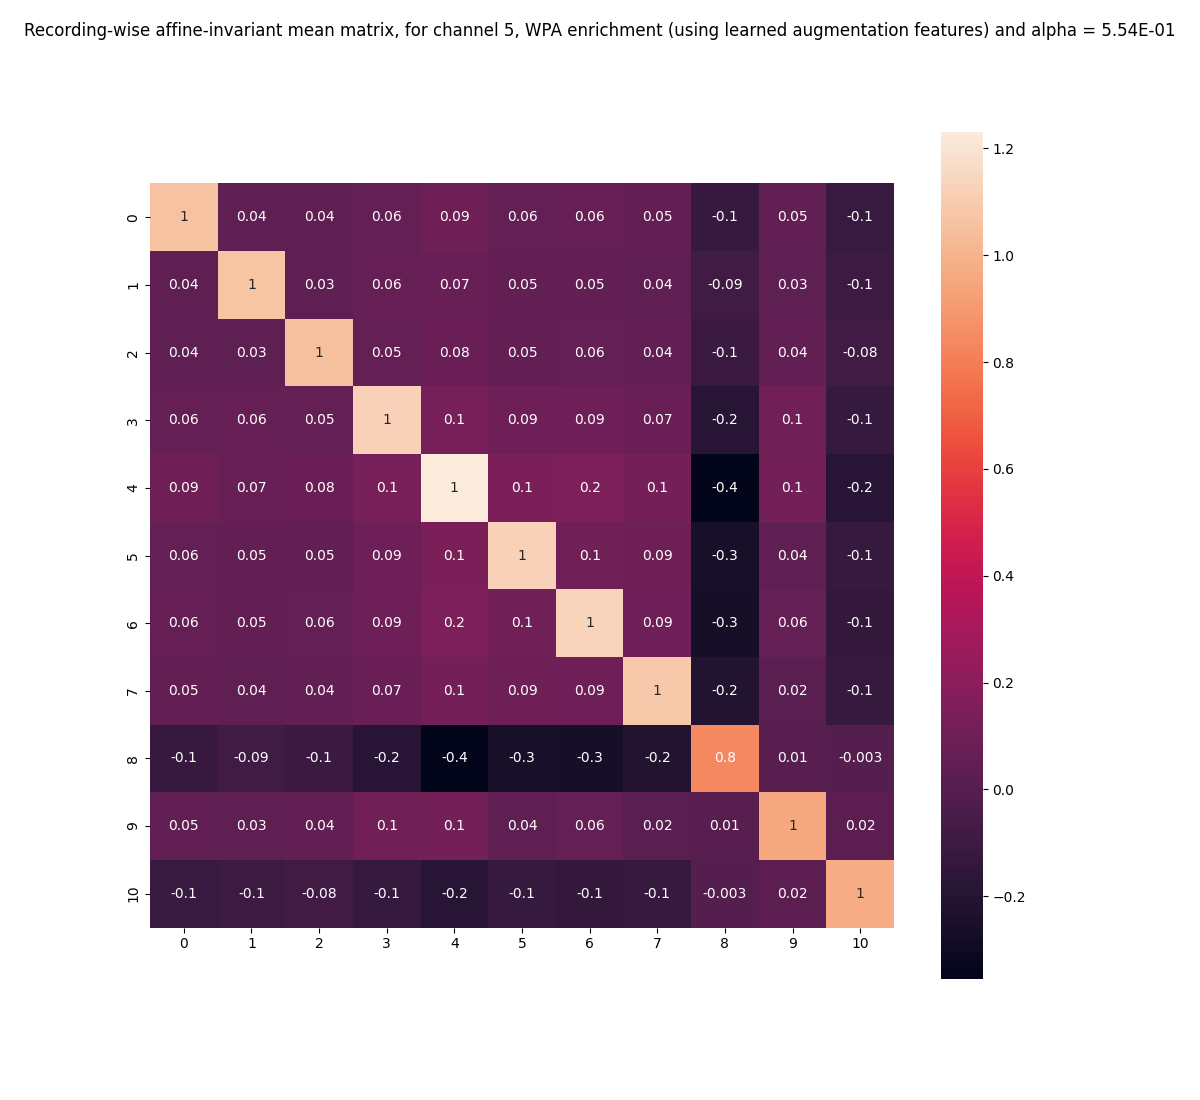 Recording-wise affine-invariant mean matrix, for channel 5, WPA enrichment (using learned augmentation features) and alpha = 5.54E-01
0 1 0.04 0.04 0.06 0.09 0.06 0.06 0.05 -0.1 0.05 -0.1
1 0.04 1 0.03 0.06 0.07 0.05 0.05 0.04 -0.09 0.03 -0.1
2 0.04 0.03 1 0.05 0.08 0.05 0.06 0.04 -0.1 0.04 -0.08
3 0.06 0.06 0.05 1 0.1 0.09 0.09 0.07 -0.2 0.1 -0.1
4 0.09 0.07 0.08 0.1 1 0.1 0.2 0.1 -0.4 0.1 -0.2
5 0.06 0.05 0.05 0.09 0.1 1 0.1 0.09 -0.3 0.04 -0.1
6 0.06 0.05 0.06 0.09 0.2 0.1 1 0.09 -0.3 0.06 -0.1
7 0.05 0.04 0.04 0.07 0.1 0.09 0.09 1 -0.2 0.02 -0.1
8 -0.1 -0.09 -0.1 -0.2 -0.4 -0.3 -0.3 -0.2 0.8 0.01 -0.003
9 0.05 0.03 0.04 0.1 0.1 0.04 0.06 0.02 0.01 1 0.02
10 -0.1 -0.1 -0.08 -0.1 -0.2 -0.1 -0.1 -0.1 -0.003 0.02 1
0 1 2 3 4 5 6 7 8 9 10
1.2
1.0
0.8
0.6
0.4
0.2
0.0
−0.2